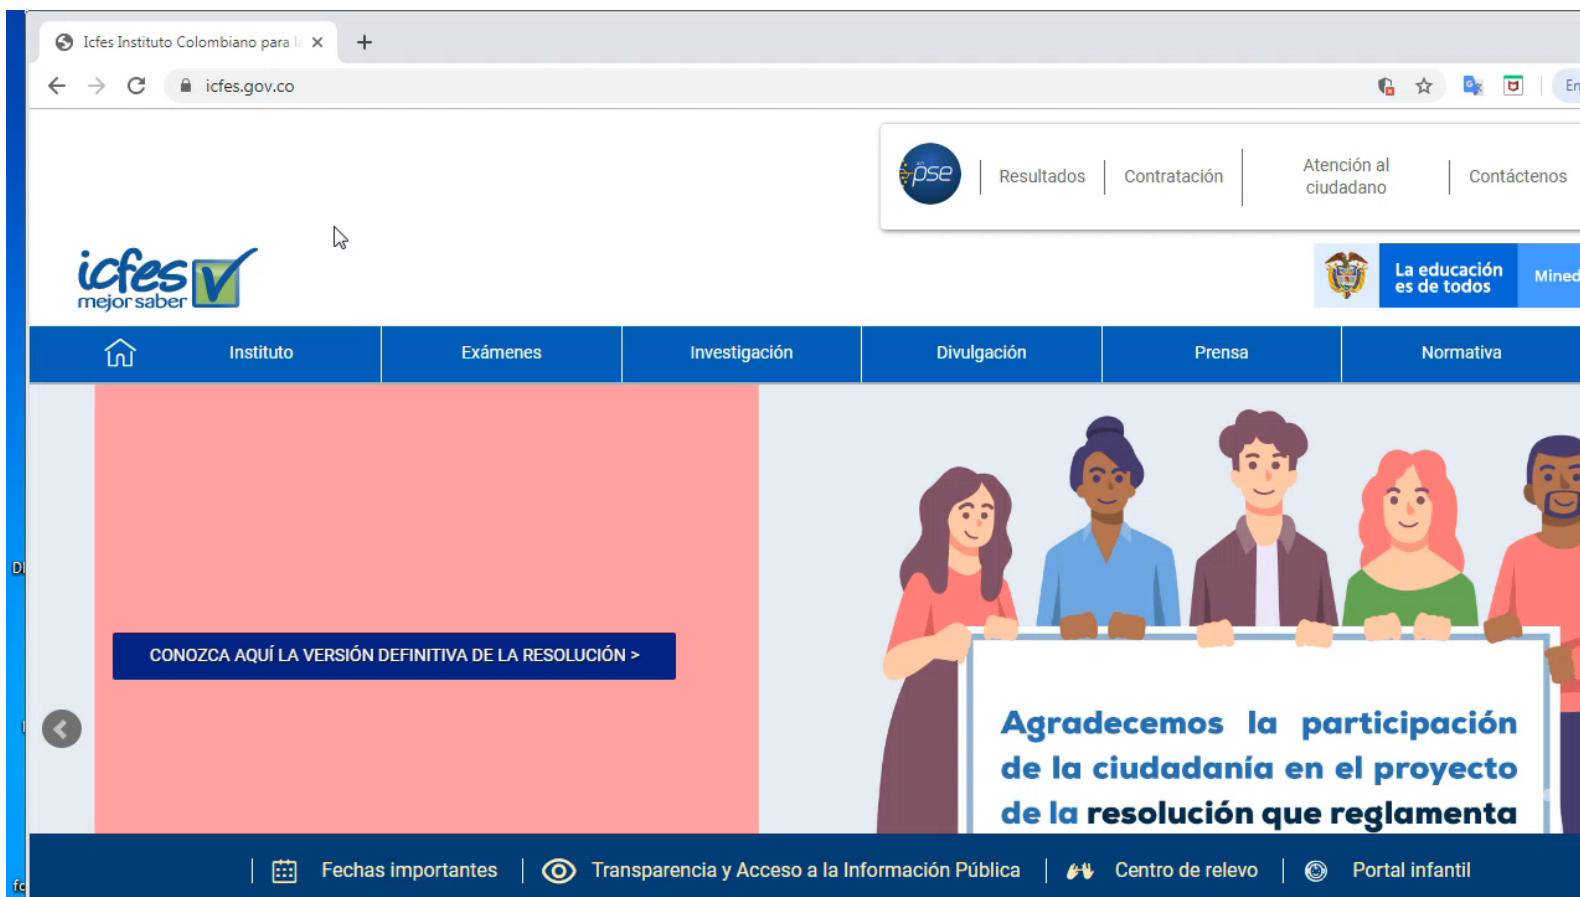 Icfes Instituto Colombiano para la
icfes.gov.co
En
pse
Resultados
Contratación
Atención al
ciudadano
Contáctenos
icfes
mejor saber
La educación
es de todos
Mined
Instituto
Exámenes
Investigación
Divulgación
Prensa
Normativa
CONOZCA AQUÍ LA VERSIÓN DEFINITIVA DE LA RESOLUCIÓN >
Agradecemos la participación
de la ciudadanía en el proyecto
de la resolución que reglamenta
Fechas importantes
Transparencia y Acceso a la Información Pública
Centro de relevo
Portal infantil